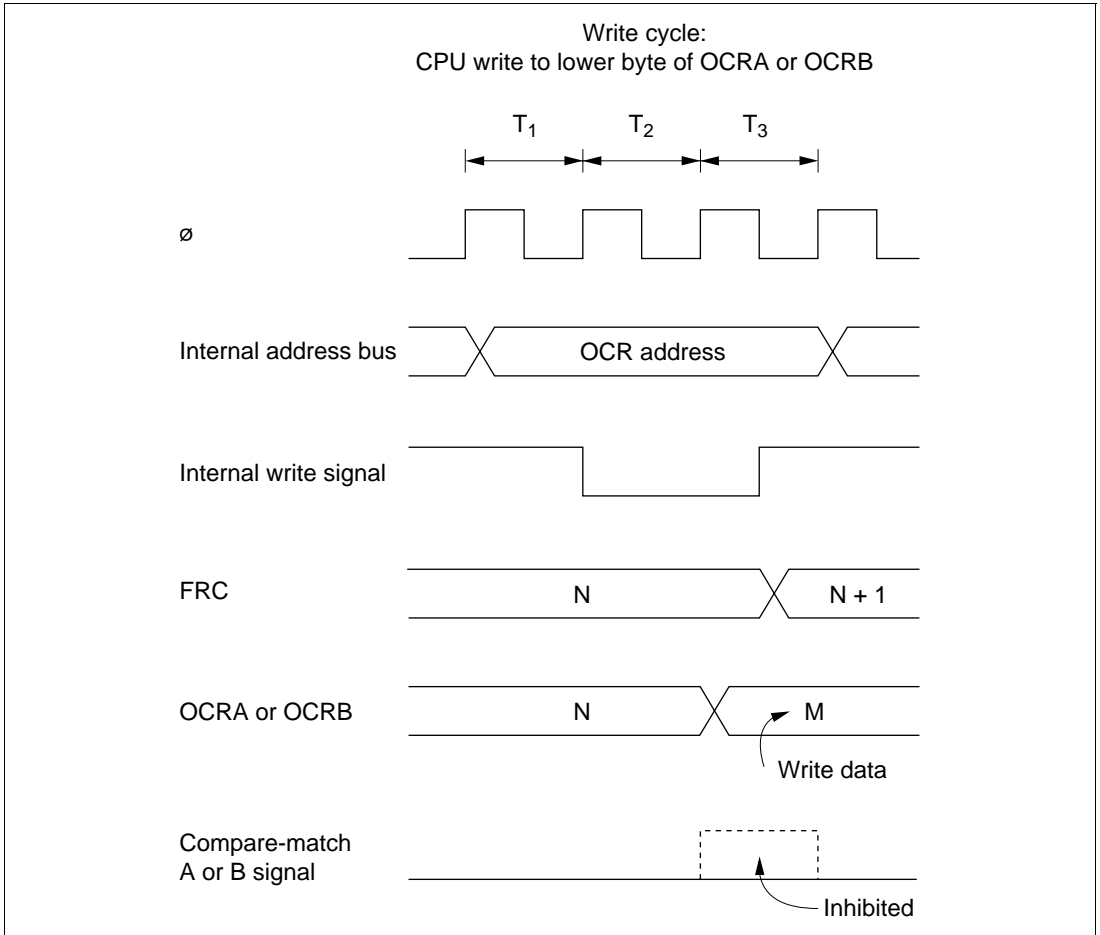 Write cycle:
CPU write to lower byte of OCRA or OCRB
T₁ T₂ T₃
ø
Internal address bus
OCR address
Internal write signal
FRC
N
N + 1
OCRA or OCRB
N
M
Write data
Compare-match
A or B signal
Inhibited